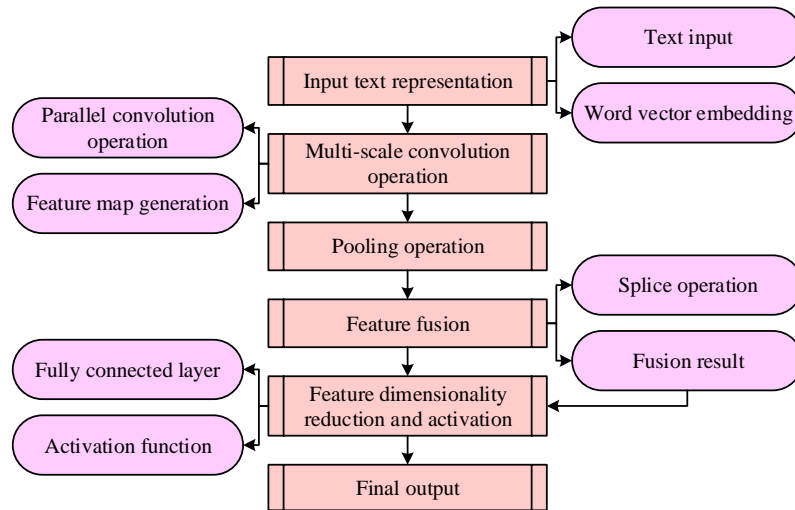 Text input
Input text representation
Word vector embedding
Parallel convolution
operation
Multi-scale convolution
operation
Feature map generation
Pooling operation
Splice operation
Feature fusion
Fusion result
Fully connected layer
Feature dimensionality
reduction and activation
Activation function
Final output